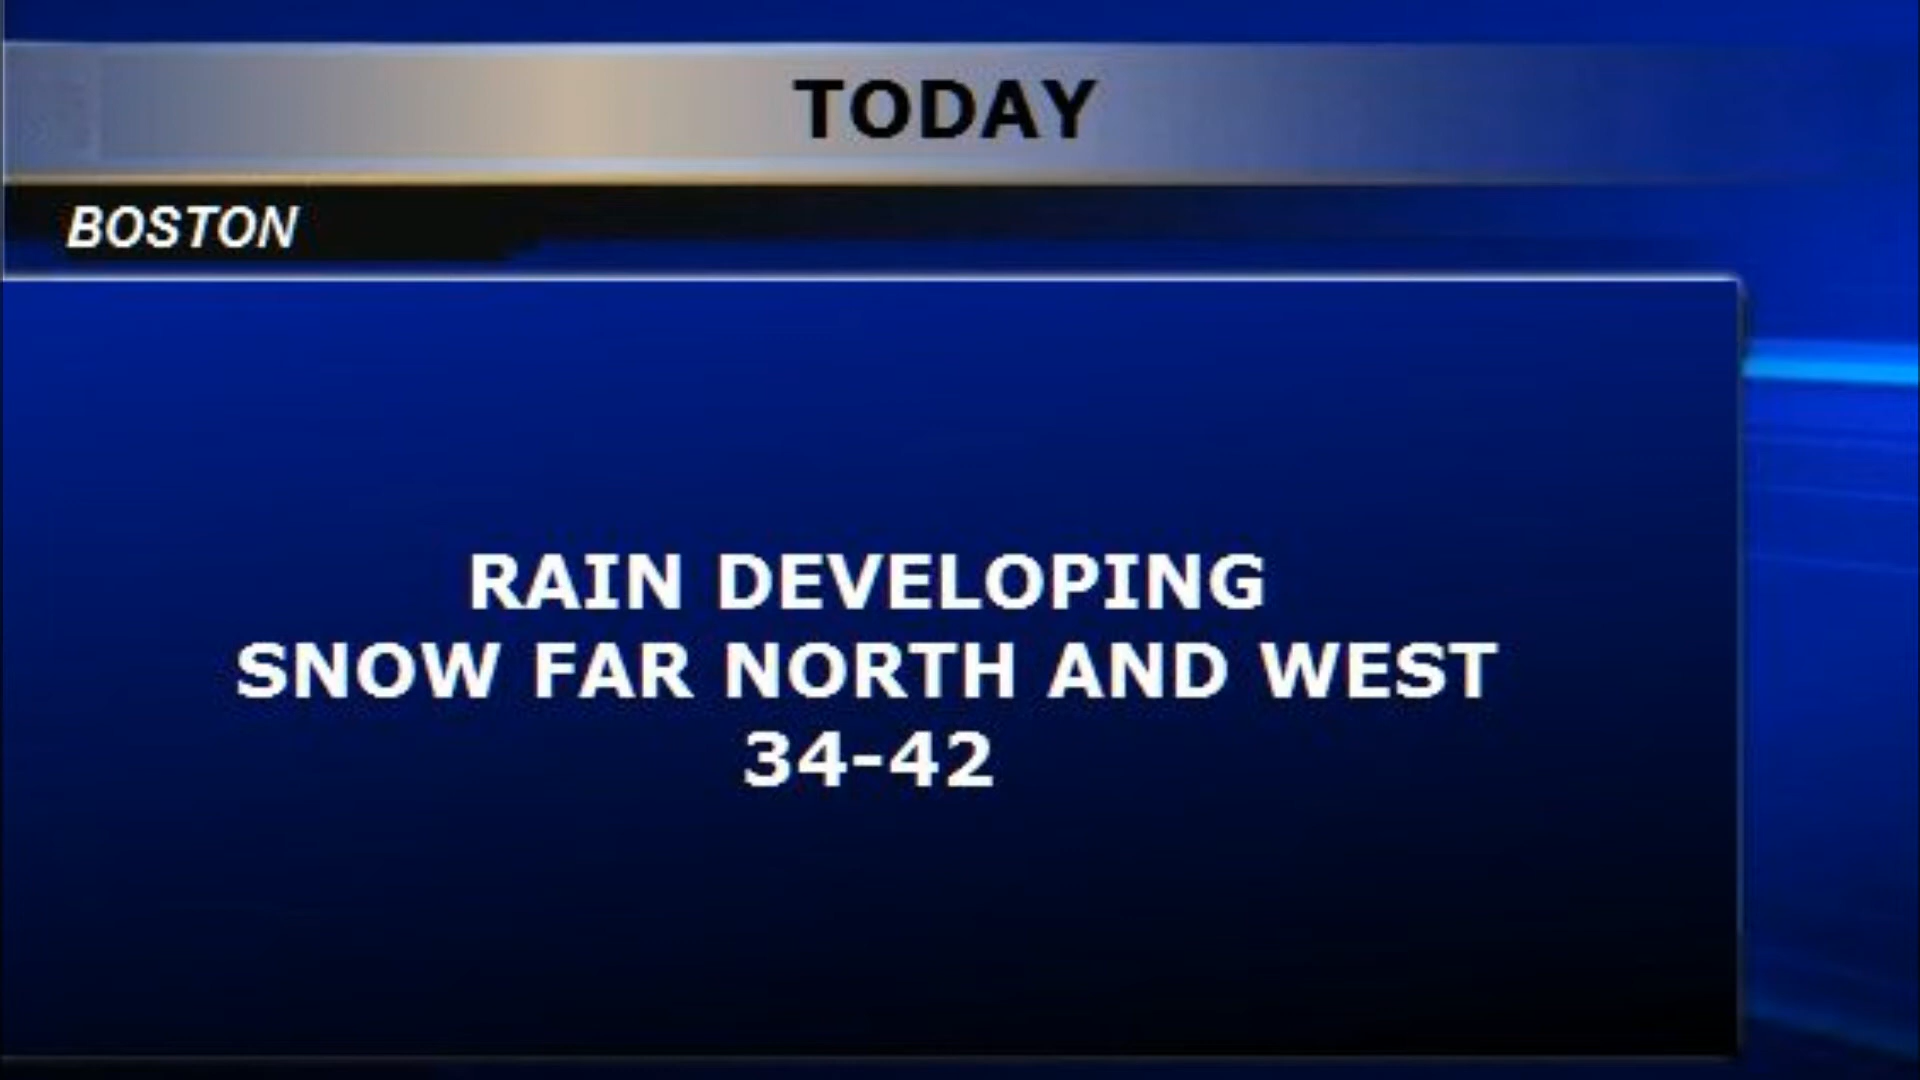 TODAY
BOSTON
RAIN DEVELOPING
SNOW FAR NORTH AND WEST
34-42